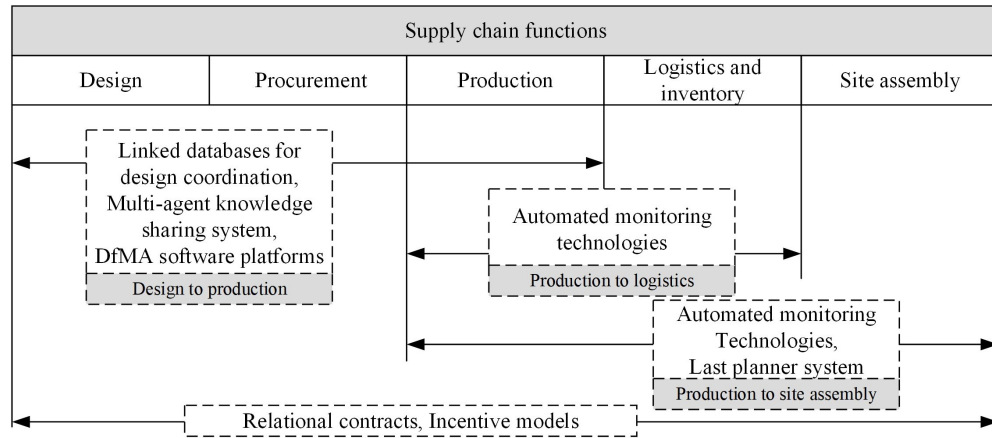 Supply chain functions
Design
Procurement
Production
Logistics and
inventory
Site assembly
Linked databases for
design coordination,
Multi-agent knowledge
sharing system,
DfMA software platforms
Design to production
Automated monitoring
technologies
Production to logistics
Automated monitoring
Technologies,
Last planner system
Production to site assembly
Relational contracts, Incentive models